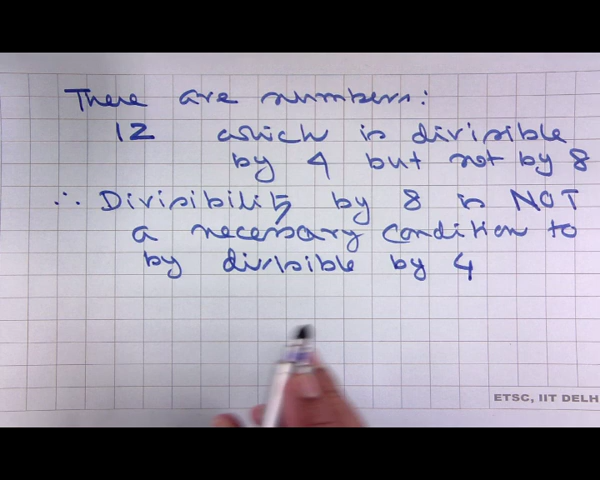 There are numbers:
12 which is divisible
by 4 but not by 8
∴ Divisibility by 8 is NOT
a necessary condition to
by divisible by 4
ETSC, IIT DELH